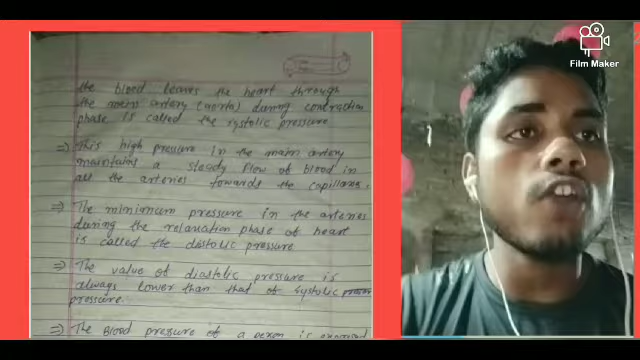 Film Maker
the blood leaves the heart through
the main artery (aorta) during contraction
phase is called the systolic pressure
⇒ This high pressure in the main artery
maintains a steady flow of blood in
all the arteries towards the capillaries.
⇒ The minimum pressure in the arteries
during the relaxation phase of heart
is called the distolic pressure
⇒ The value of diastolic pressure is
always lower than that of systolic
pressure.
⇒ The Blood pressure of a person is expressed